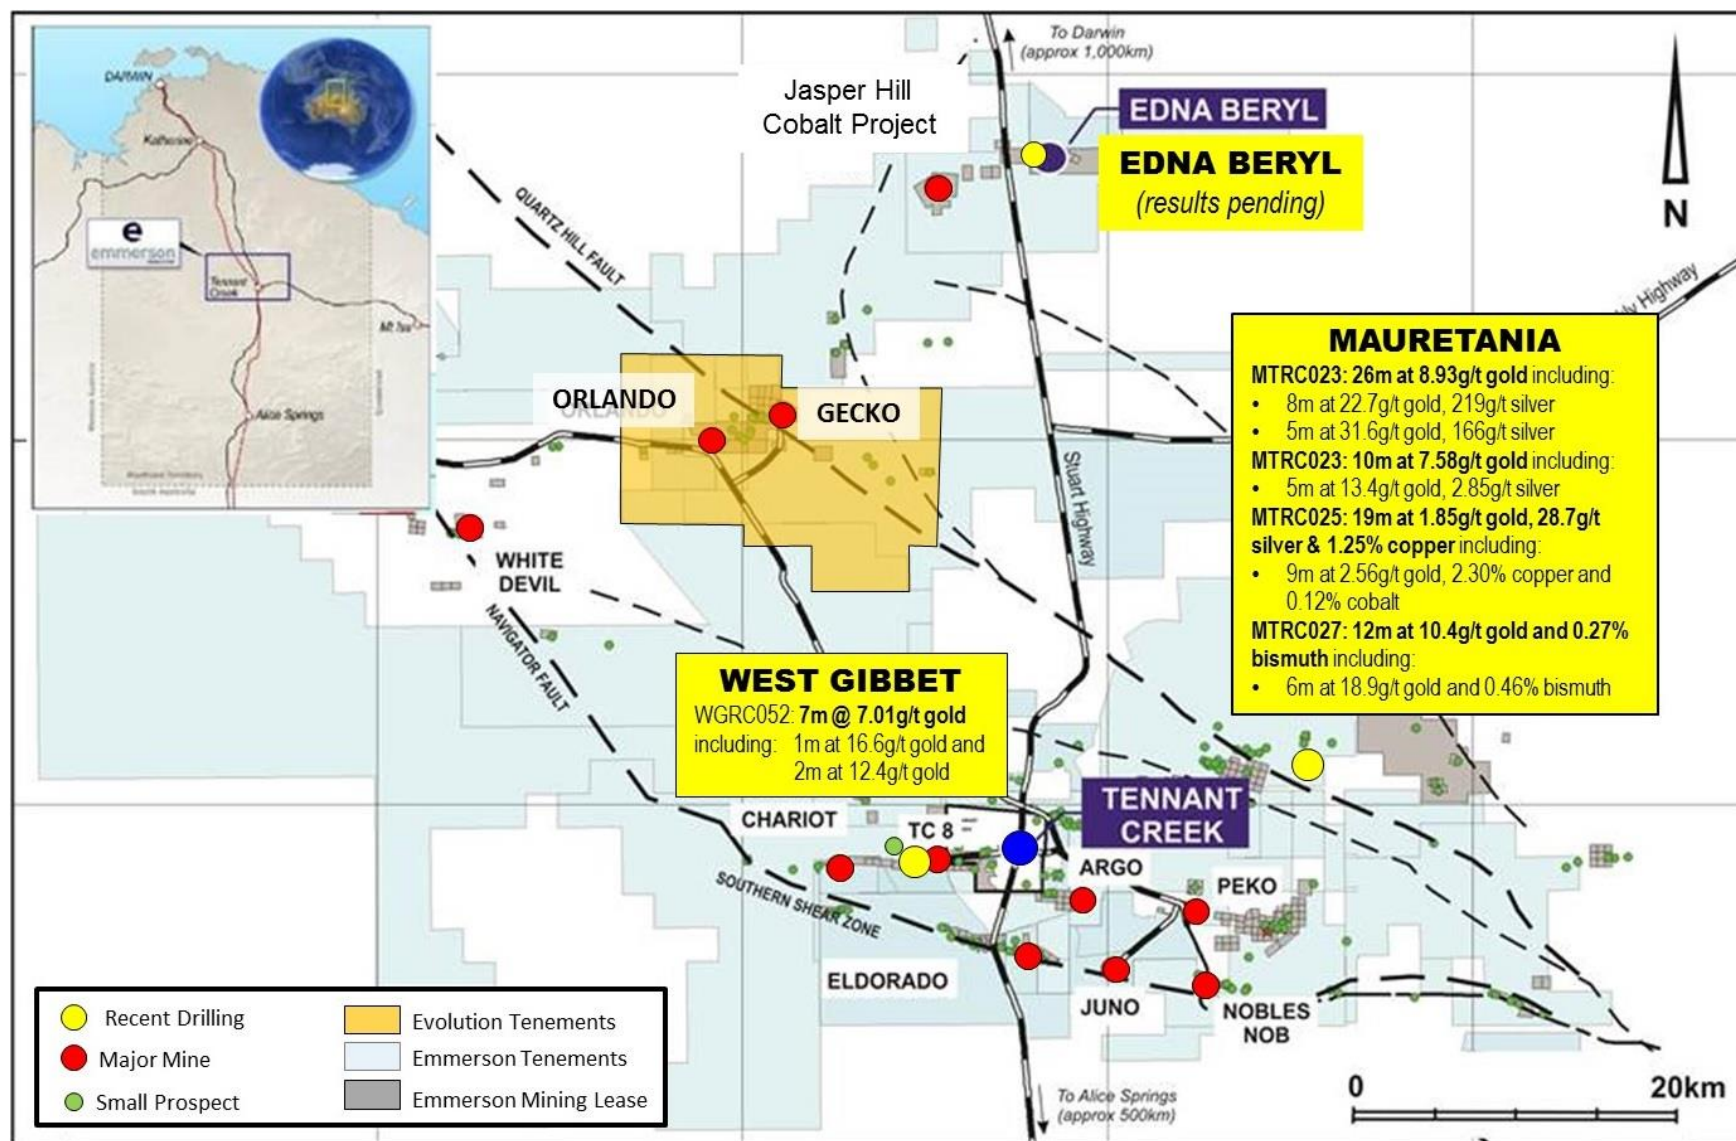 DARWIN
Katherine
e
emmerson
Tennant
Creek
Mt Isa
Alice Springs
Northern Territory
South Australia
To Darwin
(approx 1,000km)
Jasper Hill
Cobalt Project
EDNA BERYL
EDNA BERYL
(results pending)
N
QUARTZ HILL FAULT
Highway
ORLANDO
GECKO
Stuart Highway
MAURETANIA
MTRC023: 26m at 8.93g/t gold including:
• 8m at 22.7g/t gold, 219g/t silver
• 5m at 31.6g/t gold, 166g/t silver
MTRC023: 10m at 7.58g/t gold including:
• 5m at 13.4g/t gold, 2.85g/t silver
MTRC025: 19m at 1.85g/t gold, 28.7g/t
silver & 1.25% copper including:
• 9m at 2.56g/t gold, 2.30% copper and
0.12% cobalt
MTRC027: 12m at 10.4g/t gold and 0.27%
bismuth including:
• 6m at 18.9g/t gold and 0.46% bismuth
WHITE
DEVIL
NAVIGATOR FAULT
WEST GIBBET
WGRC052: 7m @ 7.01g/t gold
including: 1m at 16.6g/t gold and
2m at 12.4g/t gold
CHARIOT
TC 8
TENNANT
CREEK
ARGO
PEKO
SOUTHERN SHEAR ZONE
ELDORADO
JUNO
NOBLES
NOB
Recent Drilling
Major Mine
Small Prospect
Evolution Tenements
Emmerson Tenements
Emmerson Mining Lease
To Alice Springs
(approx 500km)
0
20km